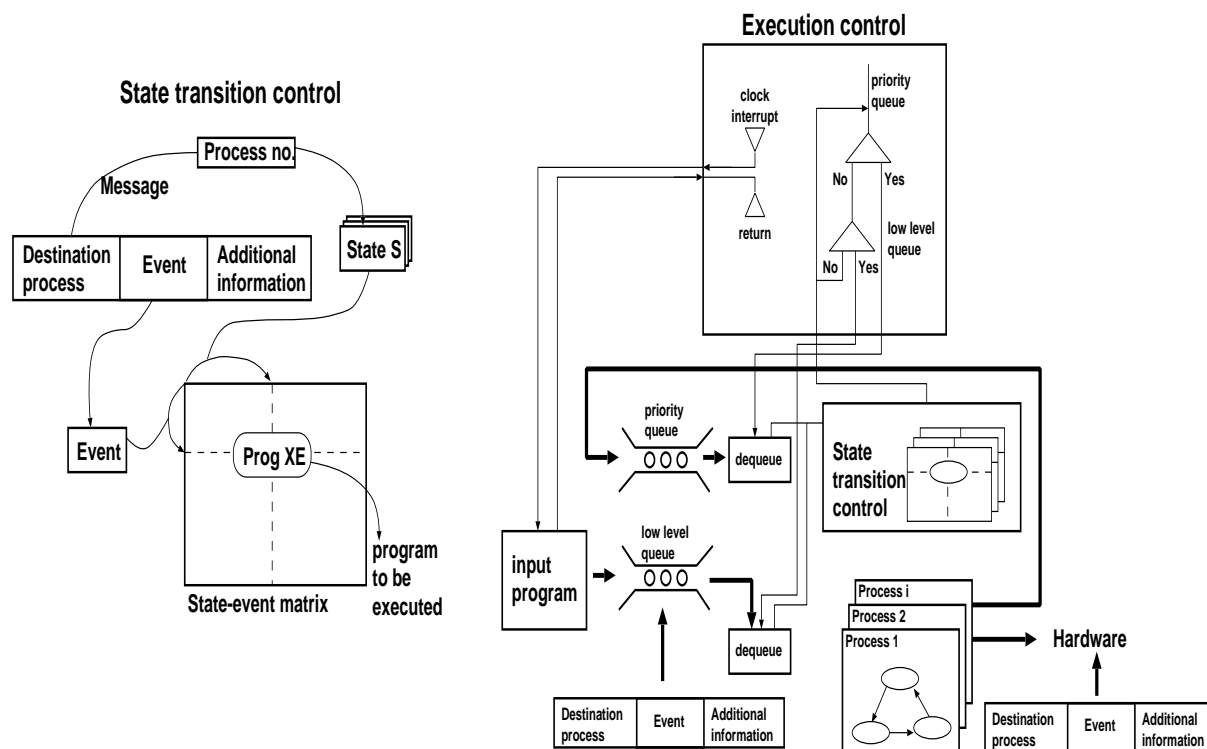 State transition control
Process no.
Message
Destination
process
Event
Additional
information
State S
Event
Prog XE
program
to be
executed
State-event matrix
Execution control
clock
interrupt
return
priority
queue
No
Yes
low level
queue
No
Yes
priority
queue
dequeue
State
transition
control
input
program
low level
queue
dequeue
Process i
Process 2
Process 1
Hardware
Destination
process
Event
Additional
information
Destination
process
Event
Additional
information